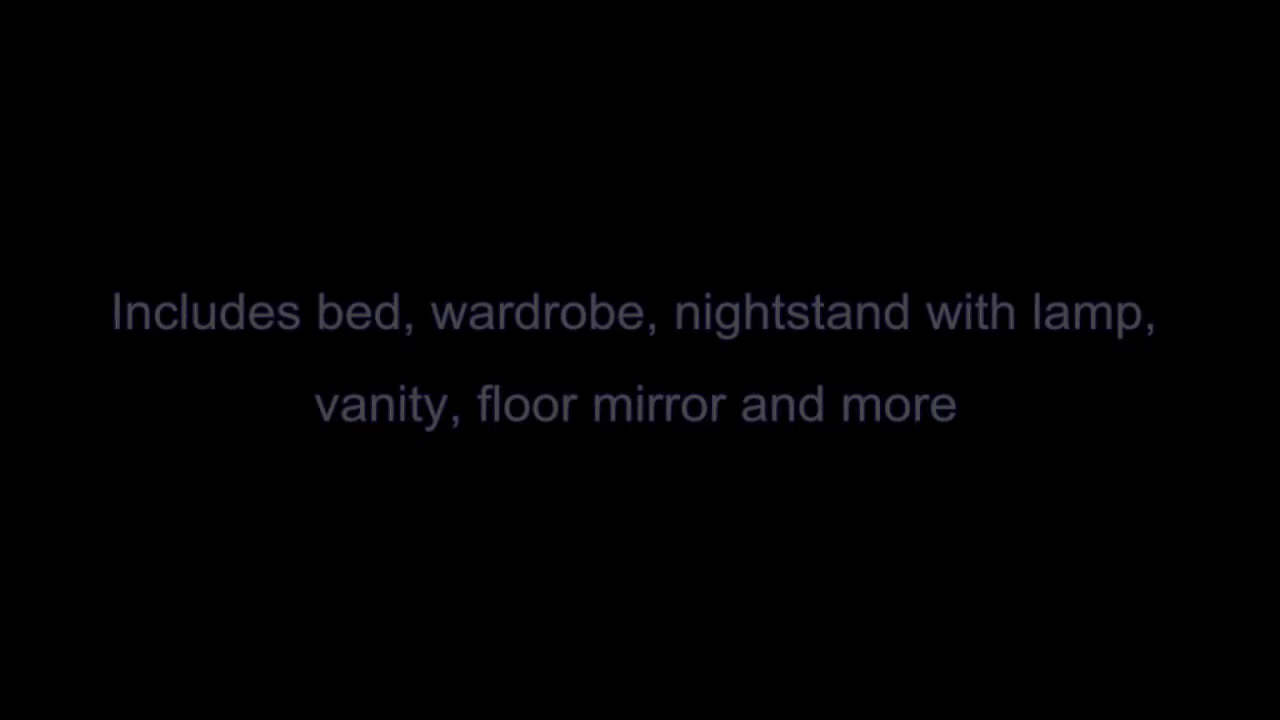 Includes bed, wardrobe, nightstand with lamp,
vanity, floor mirror and more